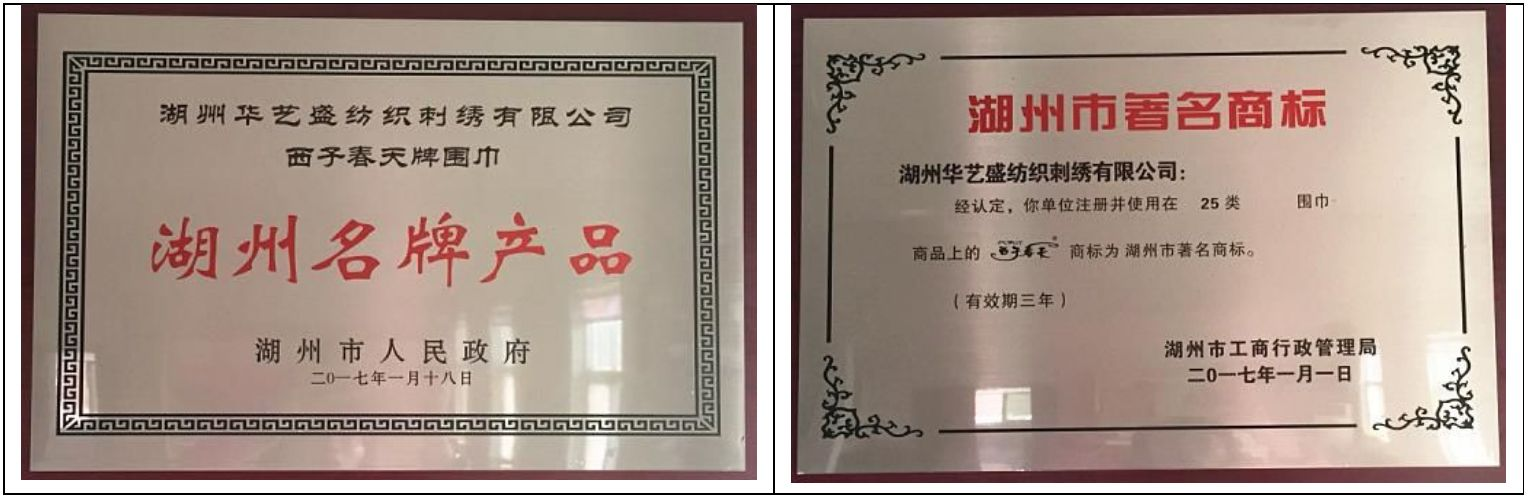 湖州华艺盛纺织刺绣有限公司
西子春天牌围巾
湖州名牌产品
湖州市人民政府
二〇一七年一月十八日
湖州市著名商标
湖州华艺盛纺织刺绣有限公司：
经认定，你单位注册并使用在 25 类 围巾
商品上的 西子春天 商标为 湖州市著名商标。
（有效期三年）
湖州市工商行政管理局
二〇一七年一月一日